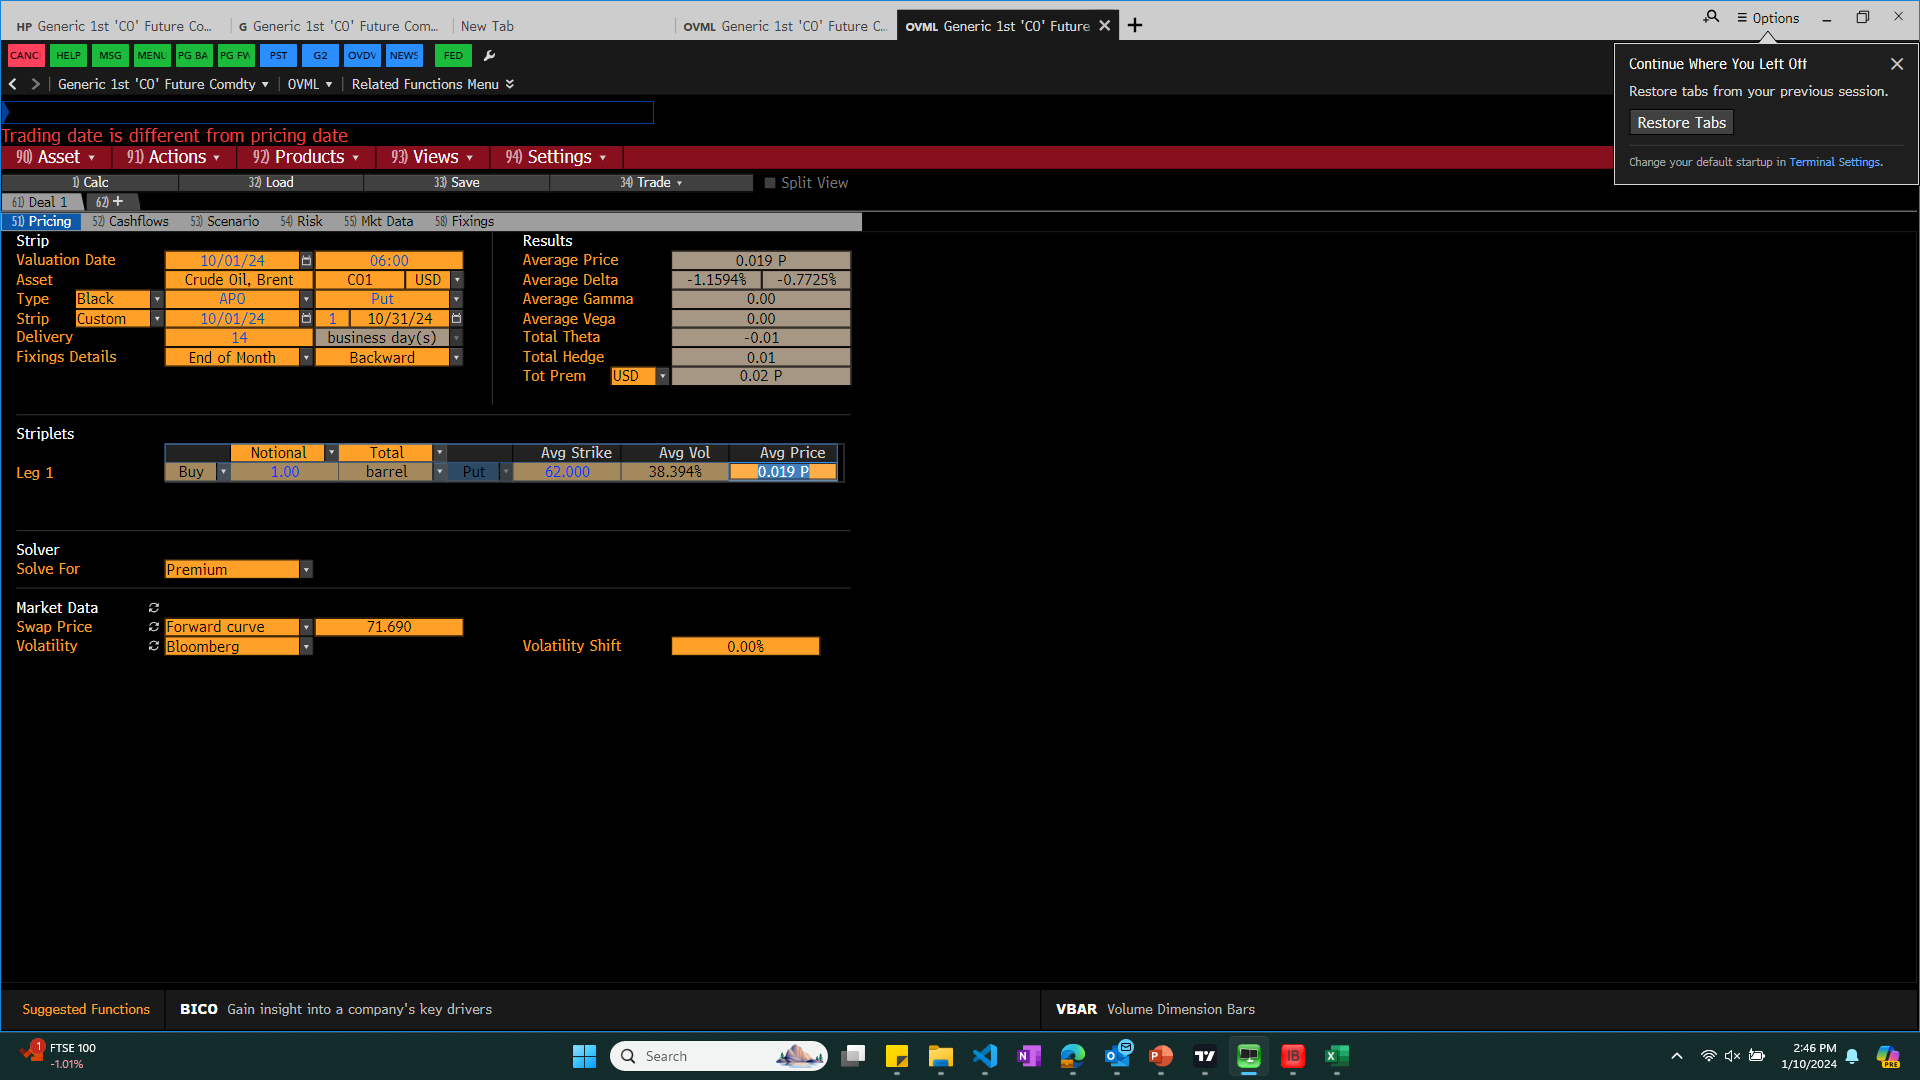 HP Generic 1st 'CO' Future Co... G Generic 1st 'CO' Future Com... New Tab OVML Generic 1st 'CO' Future C... OVML Generic 1st 'CO' Future Options
CANC HELP MSG MENU PG BA PG FW PST G2 OVDV NEWS FED
Generic 1st 'CO' Future Comdty OVML Related Functions Menu
Continue Where You Left Off
Restore tabs from your previous session.
Restore Tabs
Change your default startup in Terminal Settings.
Trading date is different from pricing date
90) Asset 91) Actions 92) Products 93) Views 94) Settings
1) Calc 32) Load 33) Save 34) Trade Split View
61) Deal 1 62) +
51) Pricing 52) Cashflows 53) Scenario 54) Risk 55) Mkt Data 58) Fixings
Strip Results
Valuation Date 10/01/24 06:00 Average Price 0.019 P
Asset Crude Oil, Brent CO1 USD Average Delta -1.1594% -0.7725%
Type Black APO Put Average Gamma 0.00
Strip Custom 10/01/24 1 10/31/24 Average Vega 0.00
Delivery 14 business day(s) Total Theta -0.01
Fixings Details End of Month Backward Total Hedge 0.01
Tot Prem USD 0.02 P
Striplets
Notional Total Avg Strike Avg Vol Avg Price
Leg 1 Buy 1.00 barrel Put 62.000 38.394% 0.019 P
Solver
Solve For Premium
Market Data
Swap Price Forward curve 71.690
Volatility Bloomberg Volatility Shift 0.00%
Suggested Functions BICO Gain insight into a company's key drivers VBAR Volume Dimension Bars
1 FTSE 100 Search 2:46 PM
-1.01% 1/10/2024